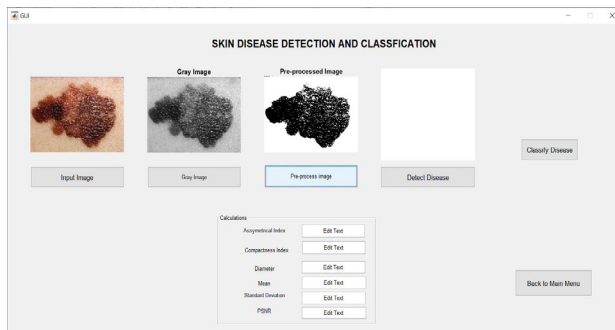 GUI
SKIN DISEASE DETECTION AND CLASSFICATION
Gray Image
Pre-processed Image
Input Image
Gray Image
Pre-process image
Detect Disease
Classify Disease
Calculations
Assymetrical Index Edit Text
Compactness Index Edit Text
Diameter Edit Text
Mean Edit Text
Standard Deviation Edit Text
PSNR Edit Text
Back to Main Menu